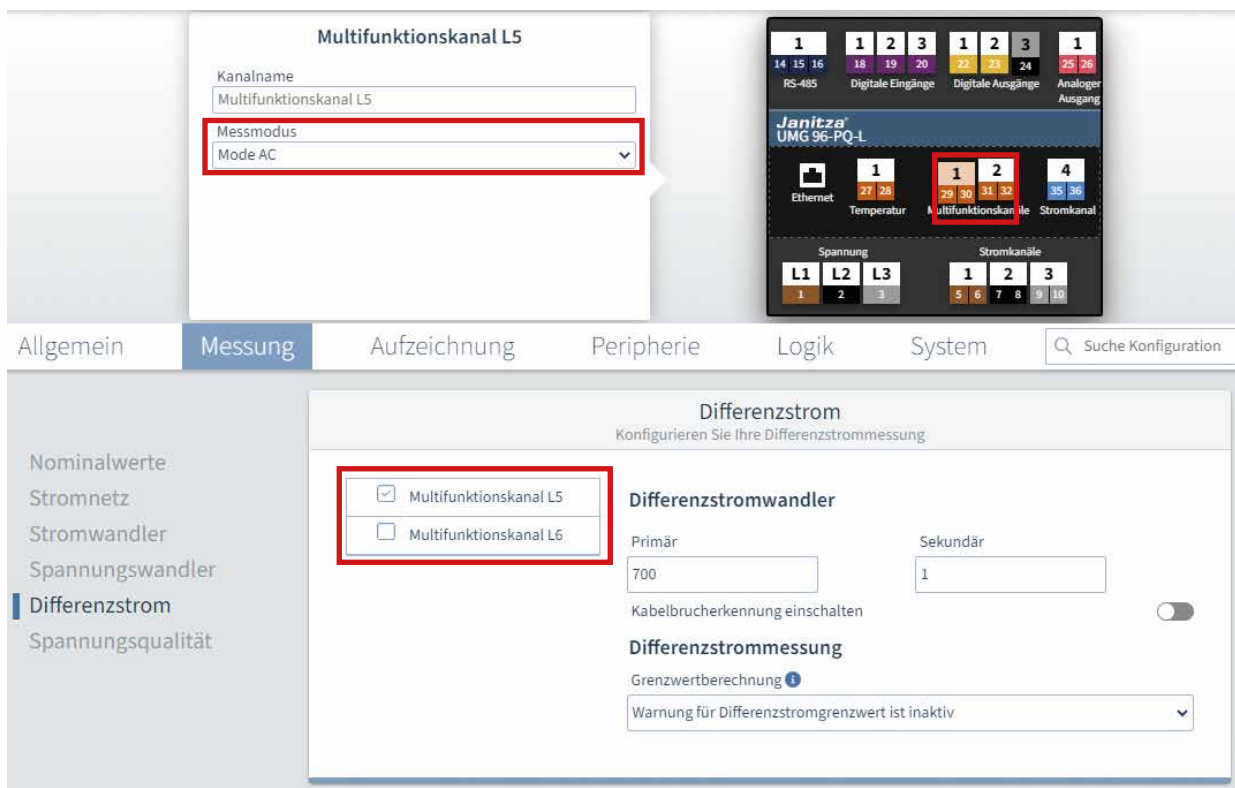 Multifunktionskanal L5
Kanalname
Multifunktionskanal L5
Messmodus
Mode AC
1 1 2 3 1 2 3 1
14 15 16 18 19 20 22 23 24 25 26
RS-485 Digitale Eingänge Digitale Ausgänge Analoger
Ausgang
Janitza®
UMG 96-PQ-L
1 1 2 4
27 28 29 30 31 32 35 36
Ethernet Temperatur Multifunktionskanäle Stromkanal
Spannung Stromkanäle
L1 L2 L3 1 2 3
1 2 3 5 6 7 8 9 10
Allgemein Messung Aufzeichnung Peripherie Logik System Suche Konfiguration
Differenzstrom
Konfigurieren Sie Ihre Differenzstrommessung
Nominalwerte
Stromnetz
Stromwandler
Spannungswandler
Differenzstrom
Spannungsqualität
Multifunktionskanal L5
Multifunktionskanal L6
Differenzstromwandler
Primär Sekundär
700 1
Kabelbrucherkennung einschalten
Differenzstrommessung
Grenzwertberechnung
Warnung für Differenzstromgrenzwert ist inaktiv